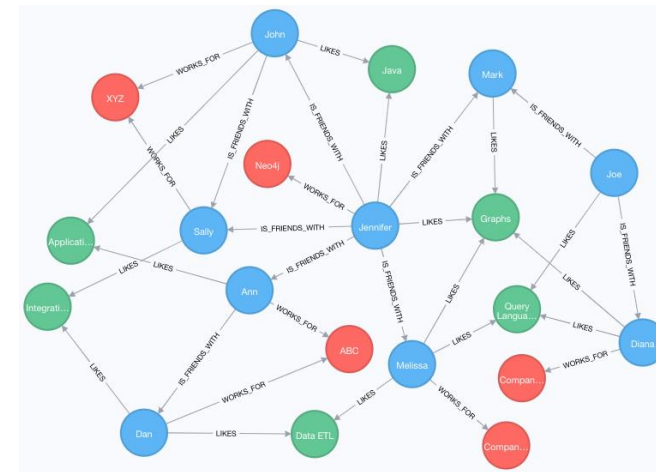 John
Java
Mark
XYZ
WORKS_FOR
LIKES
IS_FRIENDS_WITH
LIKES
IS_FRIENDS_WITH
IS_FRIENDS_WITH
LIKES
IS_FRIENDS_WITH
LIKES
WORKS_FOR
Neo4j
WORKS_FOR
Joe
Sally
IS_FRIENDS_WITH
Jennifer
LIKES
Graphs
Applicati...
LIKES
LIKES
IS_FRIENDS_WITH
IS_FRIENDS_WITH
LIKES
LIKES
LIKES
IS_FRIENDS_WITH
Integrati...
Ann
WORKS_FOR
Query
Langua...
LIKES
LIKES
Diana
ABC
Melissa
IS_FRIENDS_WITH
WORKS_FOR
LIKES
WORKS_FOR
Compan...
LIKES
WORKS_FOR
Dan
LIKES
Data ETL
Compan...